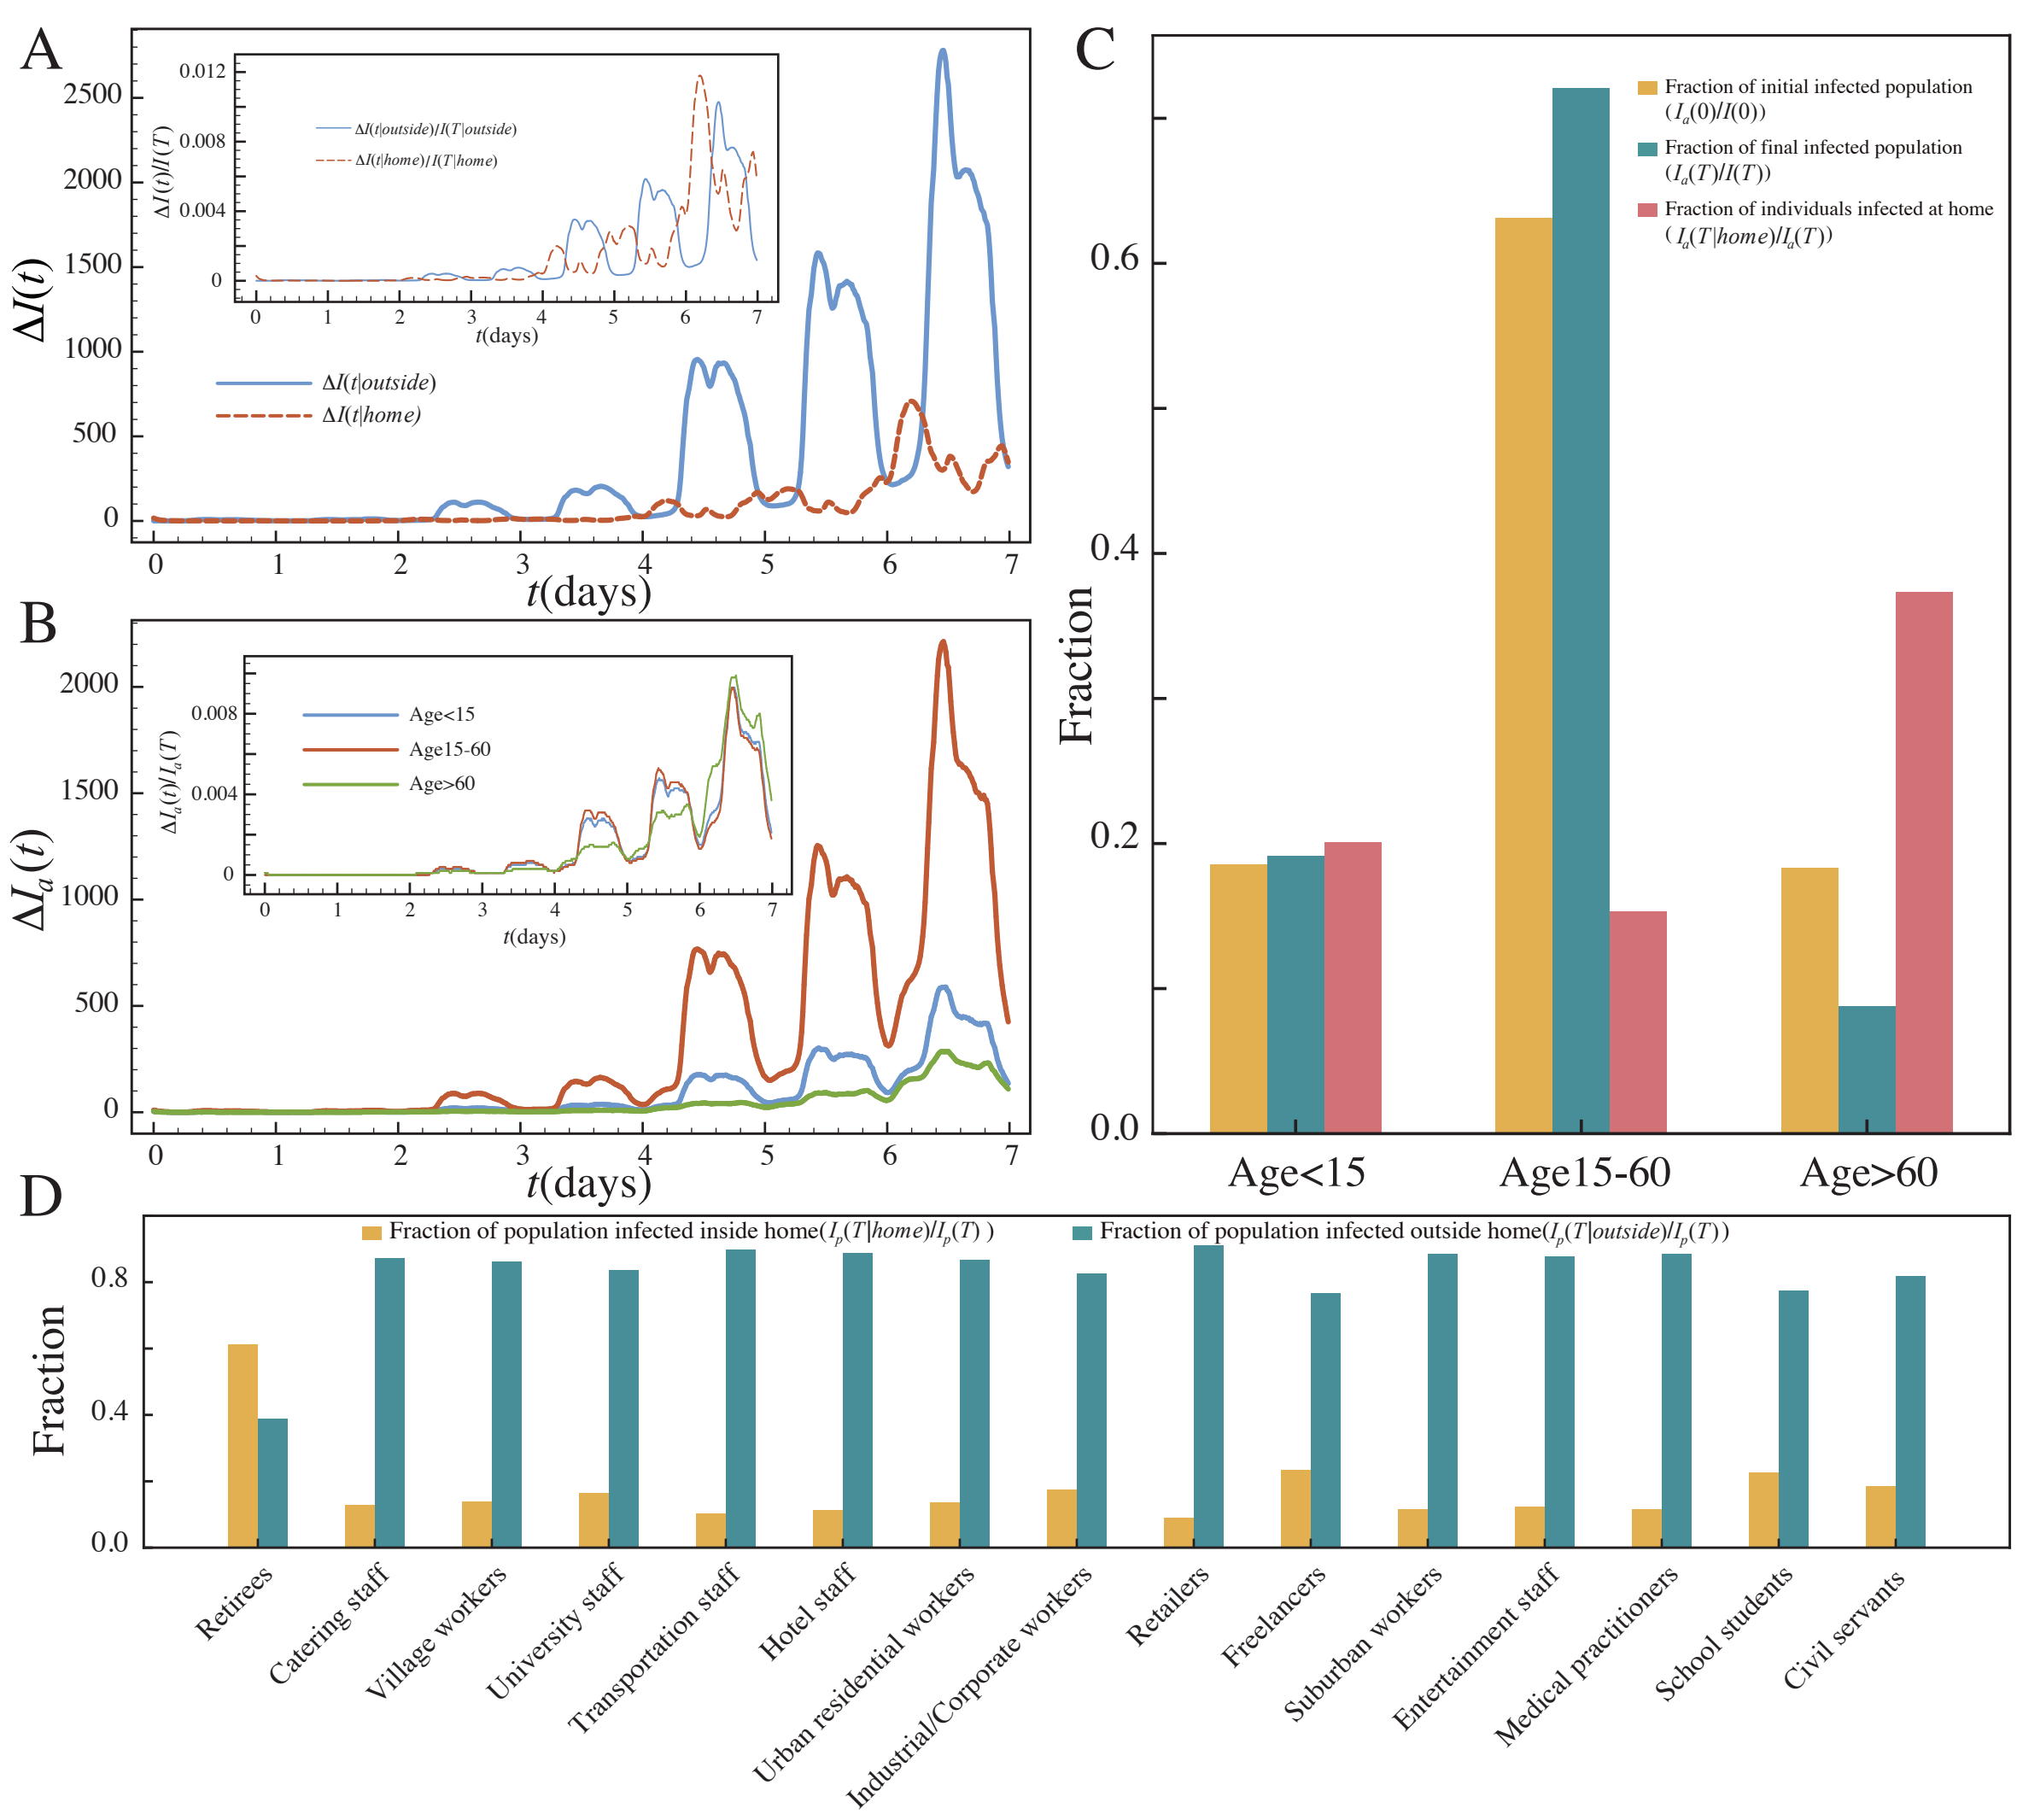 A
ΔI(t)
2500
2000
1500
1000
500
0
0 1 2 3 4 5 6 7
t(days)
ΔI(t|outside)
ΔI(t|home)
ΔI(t)/I(T)
0.012
0.008
0.004
0
0 1 2 3 4 5 6 7
t(days)
ΔI(t|outside)/I(T|outside)
ΔI(t|home)/I(T|home)
B
ΔIa(t)
2000
1500
1000
500
0
0 1 2 3 4 5 6 7
t(days)
ΔIa(t)/Ia(T)
0.008
0.004
0
0 1 2 3 4 5 6 7
t(days)
Age<15
Age15-60
Age>60
C
Fraction
0.6
0.4
0.2
0.0
Fraction of initial infected population
(Ia(0)/I(0))
Fraction of final infected population
(Ia(T)/I(T))
Fraction of individuals infected at home
(Ia(T|home)/Ia(T))
Age<15 Age15-60 Age>60
D
Fraction of population infected inside home(Ip(T|home)/Ip(T) ) Fraction of population infected outside home(Ip(T|outside)/Ip(T))
Fraction
0.8
0.4
0.0
Retirees
Catering staff
Village workers
University staff
Transportation staff
Hotel staff
Urban residential workers
Industrial/Corporate workers
Retailers
Freelancers
Suburban workers
Entertainment staff
Medical practitioners
School students
Civil servants